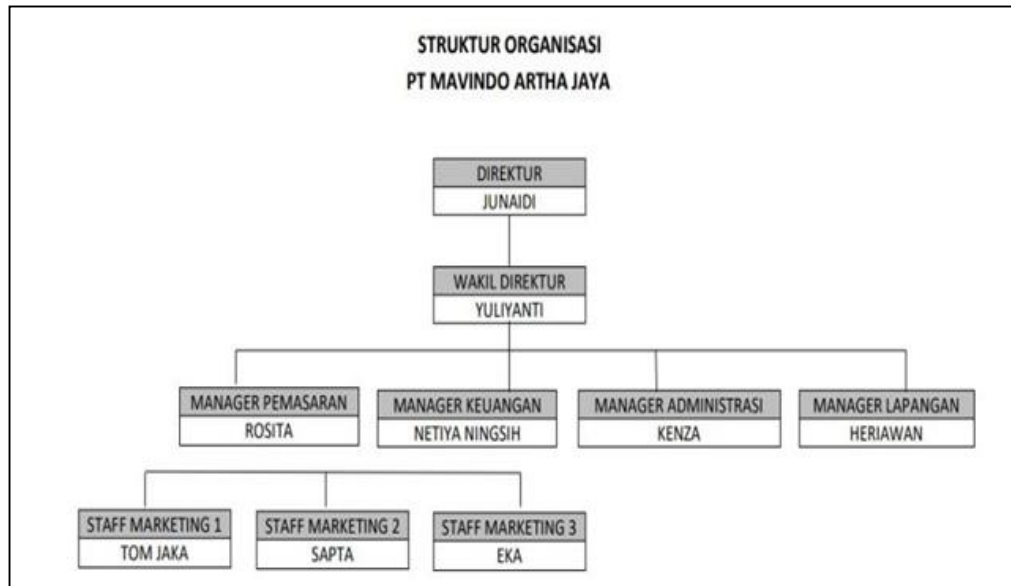 STRUKTUR ORGANISASI
PT MAVINDO ARTHA JAYA
DIREKTUR
JUNAIDI
WAKIL DIREKTUR
YULIYANTI
MANAGER PEMASARAN
ROSITA
MANAGER KEUANGAN
NETIYA NINGSIH
MANAGER ADMINISTRASI
KENZA
MANAGER LAPANGAN
HERIAWAN
STAFF MARKETING 1
TOM JAKA
STAFF MARKETING 2
SAPTA
STAFF MARKETING 3
EKA